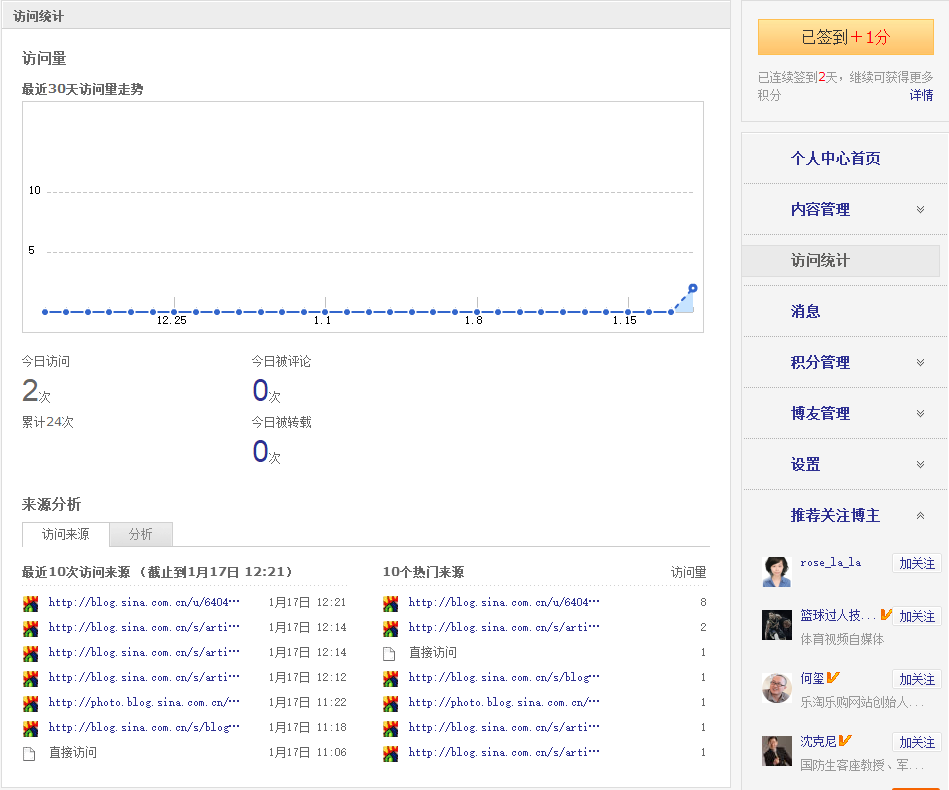 访问统计
访问量
最近30天访问量走势
10
5
12.25 1.1 1.8 1.15
今日访问 今日被评论
2次 0次
累计24次 今日被转载
0次
来源分析
访问来源 分析
最近10次访问来源 (截止到1月17日 12:21)
http://blog.sina.com.cn/u/6404… 1月17日 12:21
http://blog.sina.com.cn/s/arti… 1月17日 12:14
http://blog.sina.com.cn/s/arti… 1月17日 12:14
http://blog.sina.com.cn/s/arti… 1月17日 12:12
http://photo.blog.sina.com.cn/… 1月17日 11:22
http://blog.sina.com.cn/s/blog… 1月17日 11:18
直接访问 1月17日 11:06
10个热门来源 访问量
http://blog.sina.com.cn/u/6404… 8
http://blog.sina.com.cn/s/arti… 2
直接访问 1
http://blog.sina.com.cn/s/blog… 1
http://photo.blog.sina.com.cn/… 1
http://blog.sina.com.cn/s/arti… 1
http://blog.sina.com.cn/s/arti… 1
已签到+1分
已连续签到2天，继续可获得更多
积分 详情
个人中心首页
内容管理
访问统计
消息
积分管理
博友管理
设置
推荐关注博主
rose_la_la 加关注
篮球过人技... 加关注
体育视频自媒体
何玺 加关注
乐淘乐购网站创始人...
沈克尼 加关注
国防生客座教授、军...